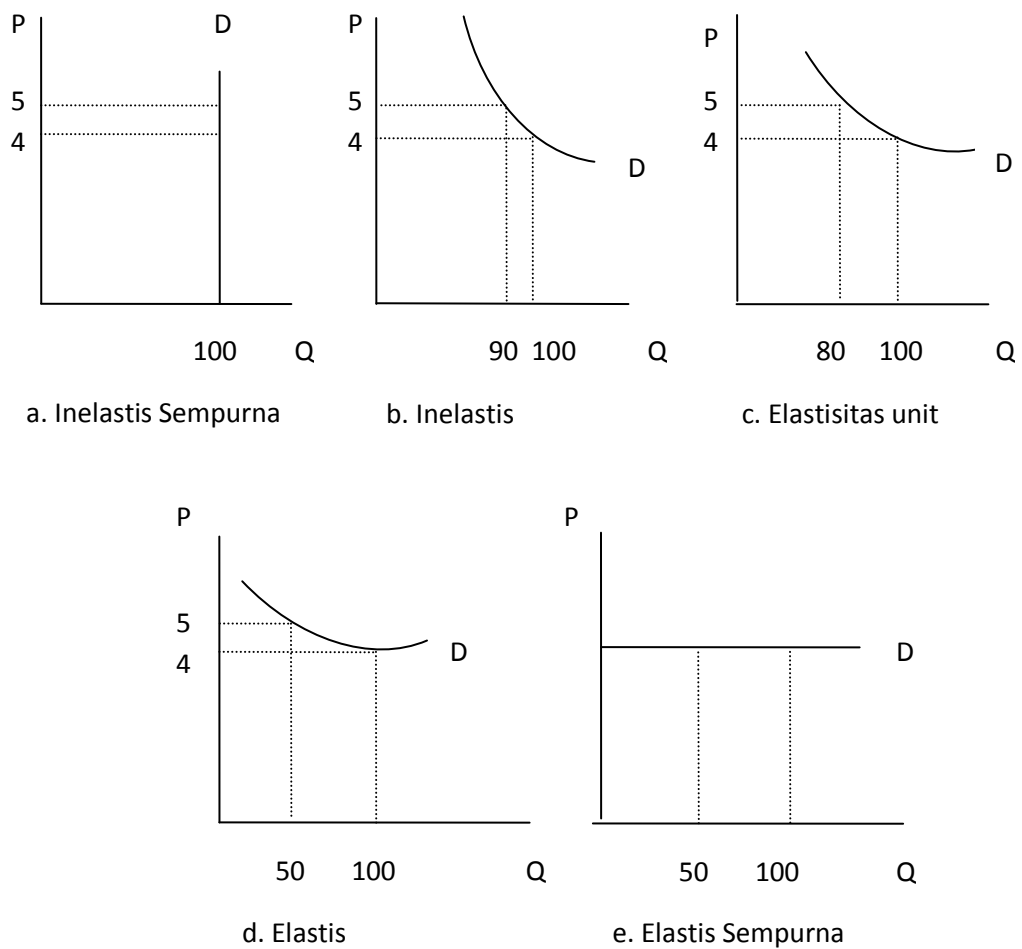 P D P P
5 5 5
4 4 4
D D
100 Q 90 100 Q 80 100 Q
a. Inelastis Sempurna b. Inelastis c. Elastisitas unit
P P
5
4 D D
50 100 Q 50 100 Q
d. Elastis e. Elastis Sempurna